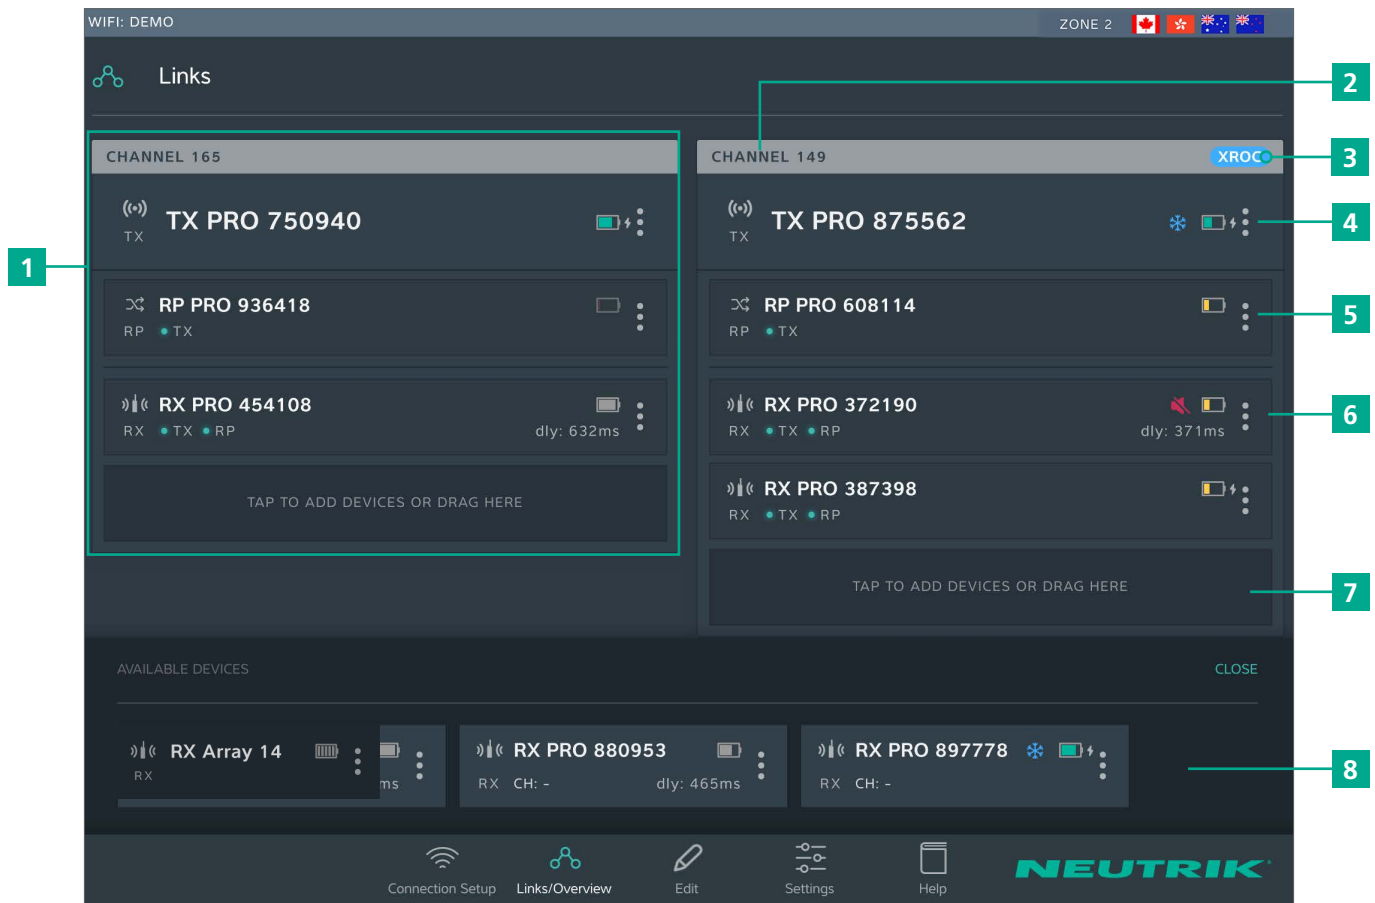 WIFI: DEMO
ZONE 2
Links
2
CHANNEL 165
CHANNEL 149
XROC
3
TX
TX PRO 750940
TX
TX PRO 875562
4
1
RP PRO 936418
RP TX
RP PRO 608114
RP TX
5
RX PRO 454108
RX TX RP
dly: 632ms
RX PRO 372190
RX TX RP
dly: 371ms
6
TAP TO ADD DEVICES OR DRAG HERE
RX PRO 387398
RX TX RP
TAP TO ADD DEVICES OR DRAG HERE
7
AVAILABLE DEVICES
CLOSE
RX Array 14
RX
ms
RX PRO 880953
RX CH: -
dly: 465ms
RX PRO 897778
RX CH: -
8
Connection Setup
Links/Overview
Edit
Settings
Help
NEUTRIK